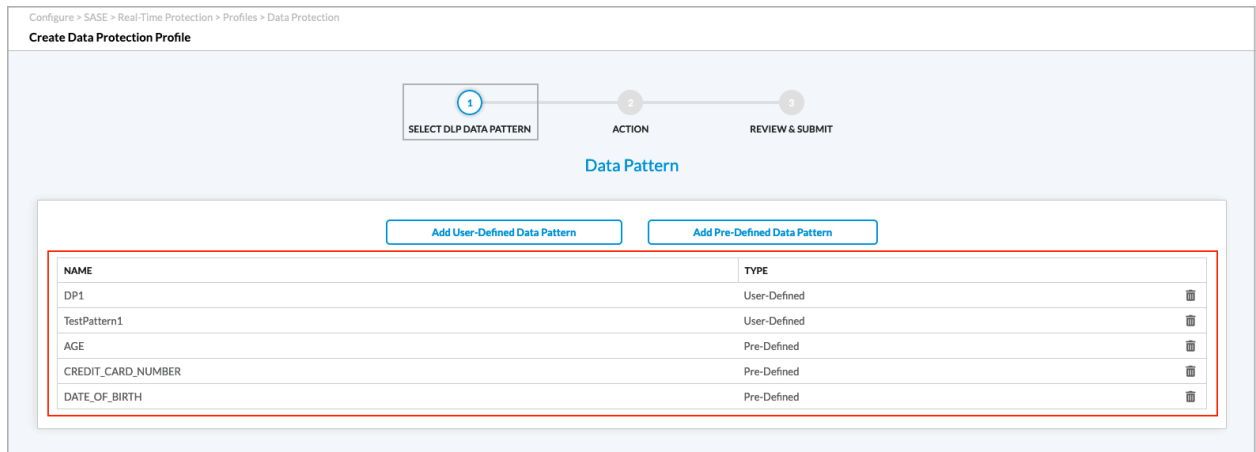 Configure > SASE > Real-Time Protection > Profiles > Data Protection
Create Data Protection Profile
1 2 3
SELECT DLP DATA PATTERN ACTION REVIEW & SUBMIT
Data Pattern
Add User-Defined Data Pattern Add Pre-Defined Data Pattern
NAME TYPE
DP1 User-Defined
TestPattern1 User-Defined
AGE Pre-Defined
CREDIT_CARD_NUMBER Pre-Defined
DATE_OF_BIRTH Pre-Defined